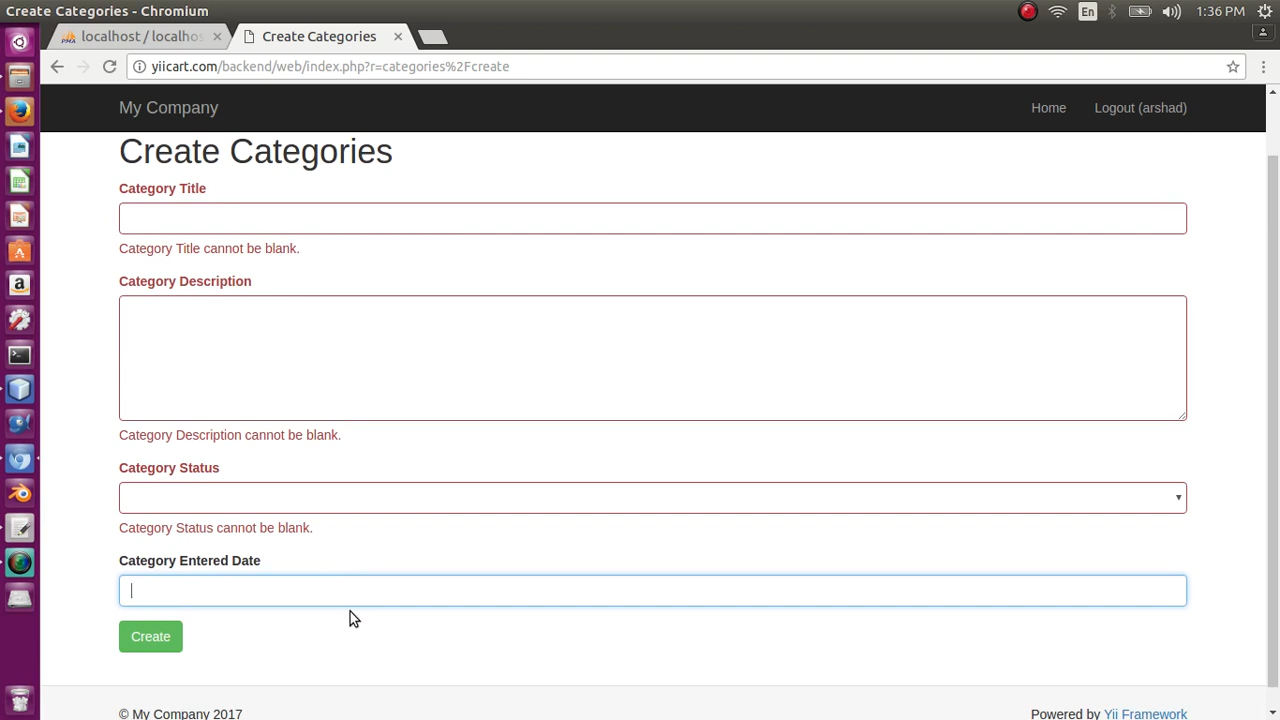 Create Categories - Chromium
En
1:36 PM
PMA localhost / localhos
Create Categories
yiicart.com/backend/web/index.php?r=categories%2Fcreate
My Company
Home
Logout (arshad)
Create Categories
Category Title
Category Title cannot be blank.
Category Description
Category Description cannot be blank.
Category Status
Category Status cannot be blank.
Category Entered Date
Create
© My Company 2017
Powered by Yii Framework